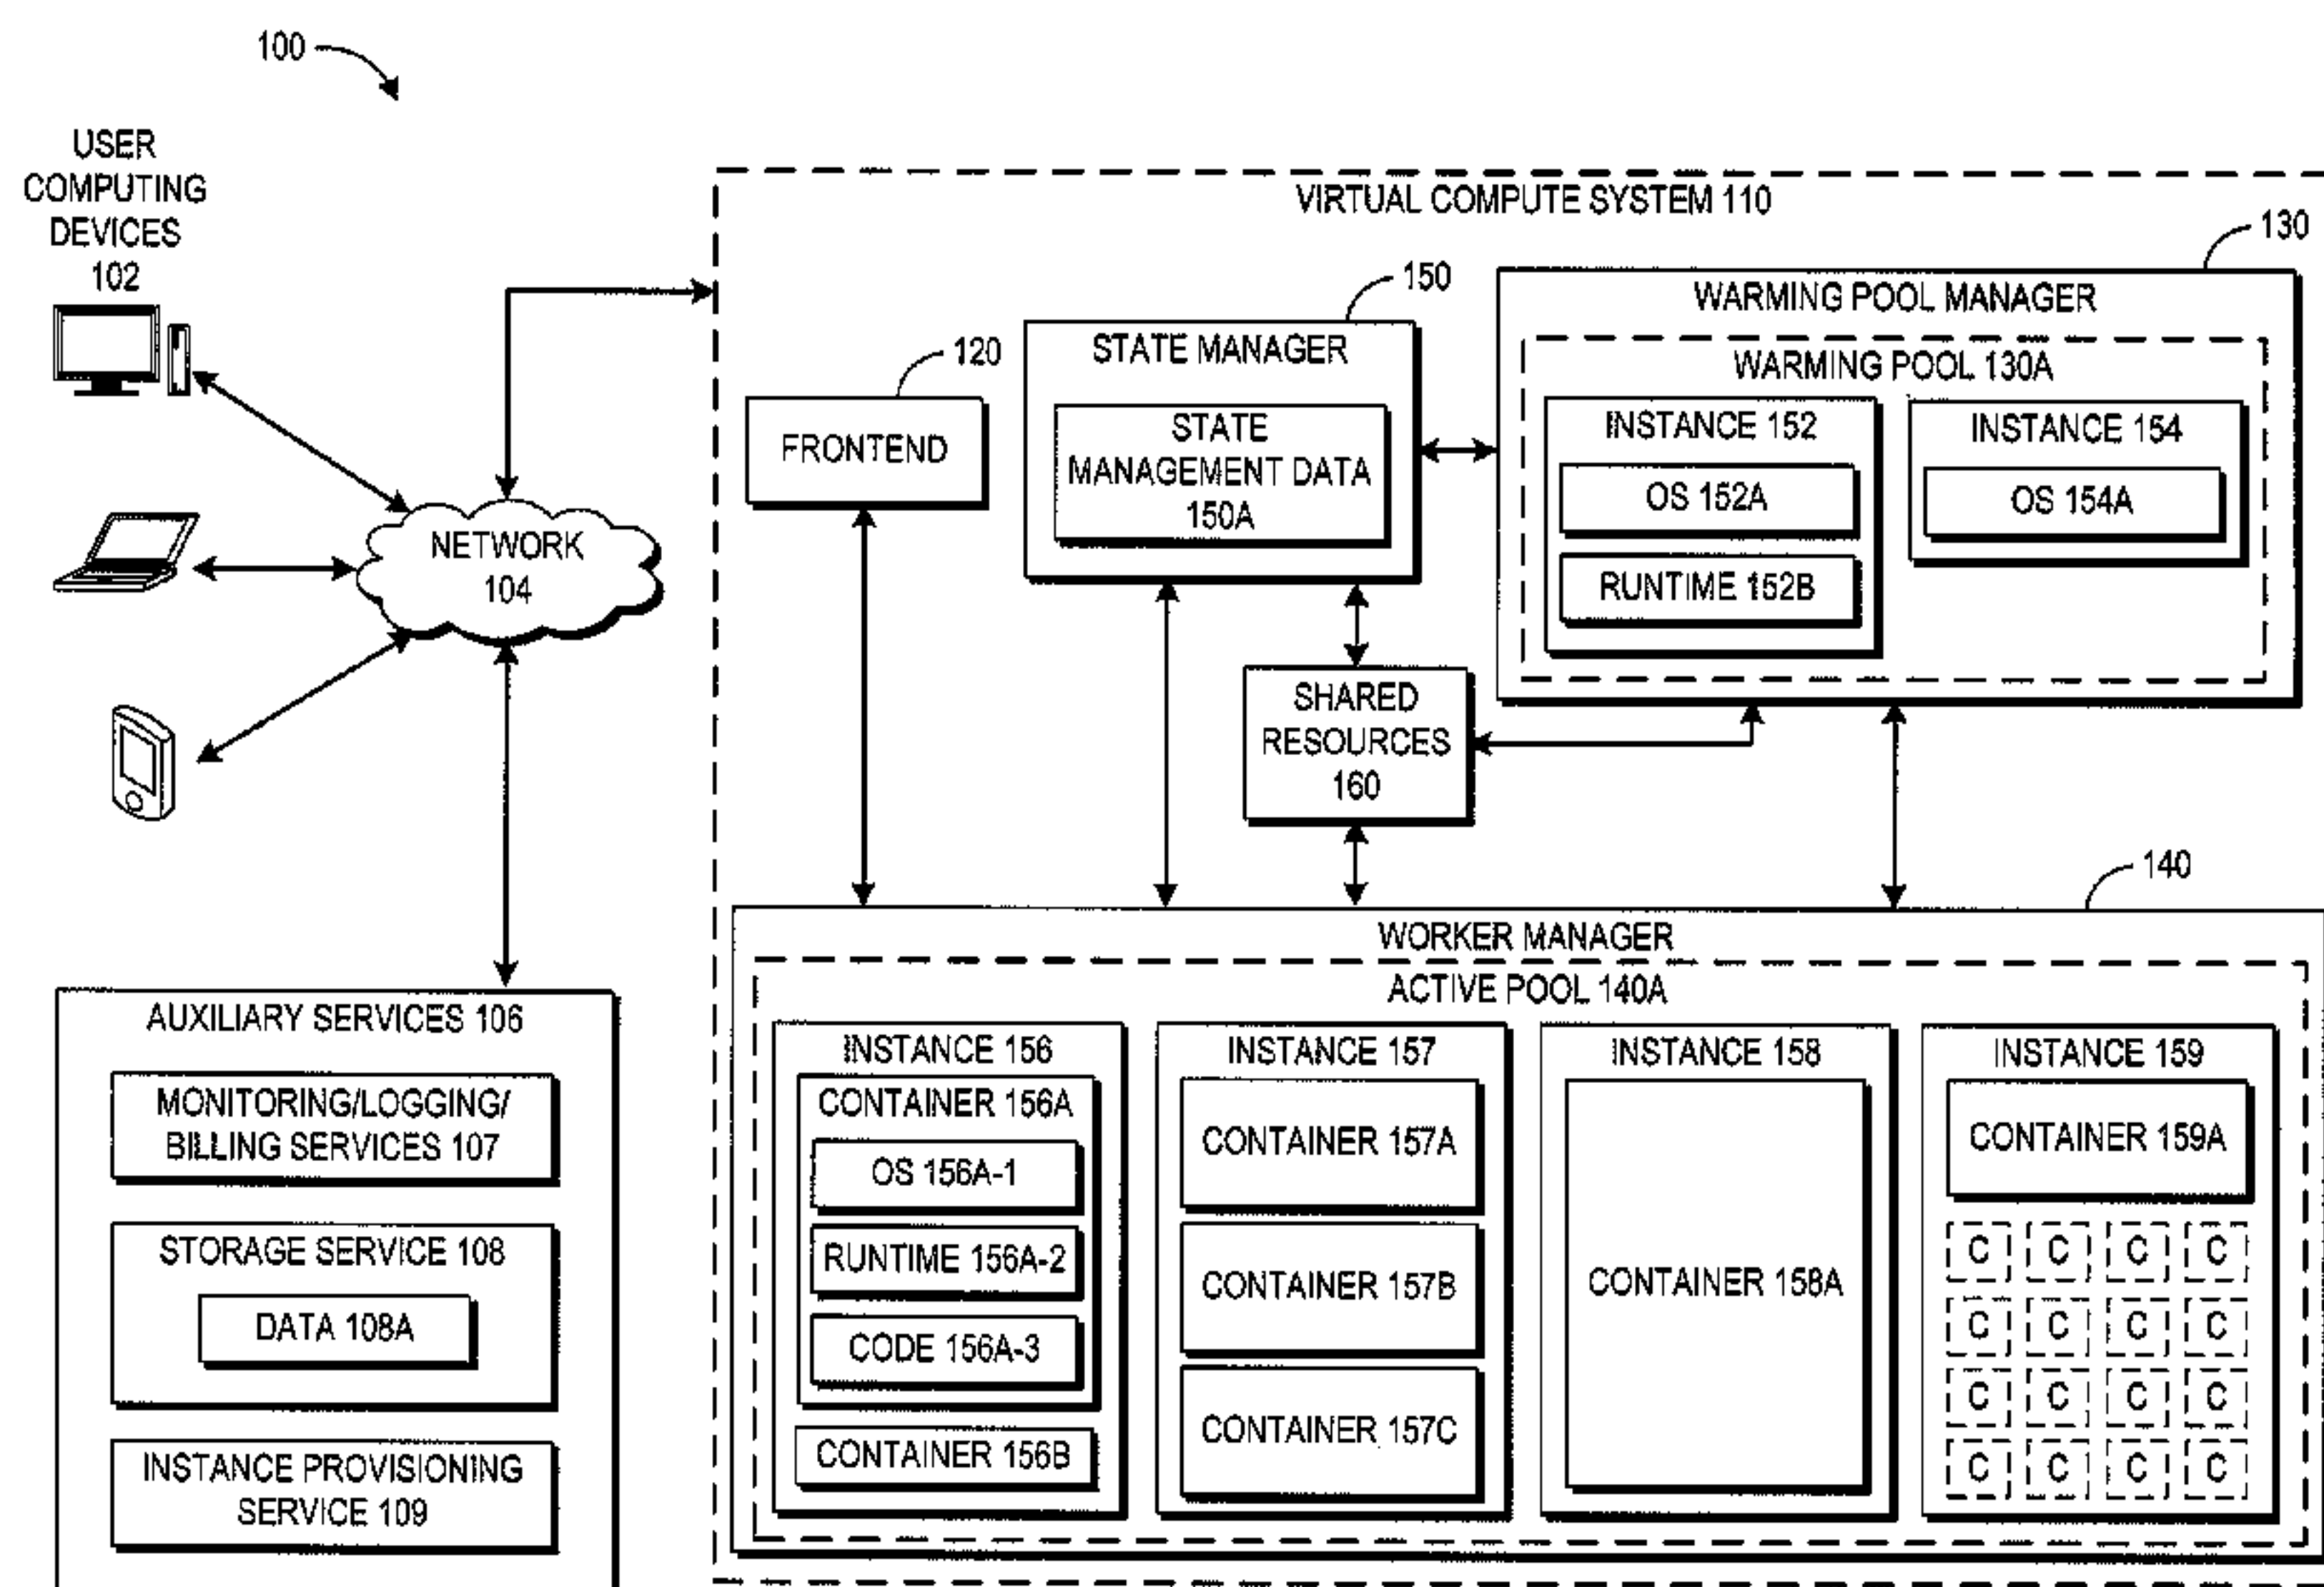 100
USER
COMPUTING
DEVICES
102
NETWORK
104
AUXILIARY SERVICES 106
MONITORING/LOGGING/
BILLING SERVICES 107
STORAGE SERVICE 108
DATA 108A
INSTANCE PROVISIONING
SERVICE 109
VIRTUAL COMPUTE SYSTEM 110
120
FRONTEND
150
STATE MANAGER
STATE
MANAGEMENT DATA
150A
130
WARMING POOL MANAGER
WARMING POOL 130A
INSTANCE 152
OS 152A
RUNTIME 152B
INSTANCE 154
OS 154A
SHARED
RESOURCES
160
140
WORKER MANAGER
ACTIVE POOL 140A
INSTANCE 156
CONTAINER 156A
OS 156A-1
RUNTIME 156A-2
CODE 156A-3
CONTAINER 156B
INSTANCE 157
CONTAINER 157A
CONTAINER 157B
CONTAINER 157C
INSTANCE 158
CONTAINER 158A
INSTANCE 159
CONTAINER 159A
C C C C
C C C C
C C C C
C C C C